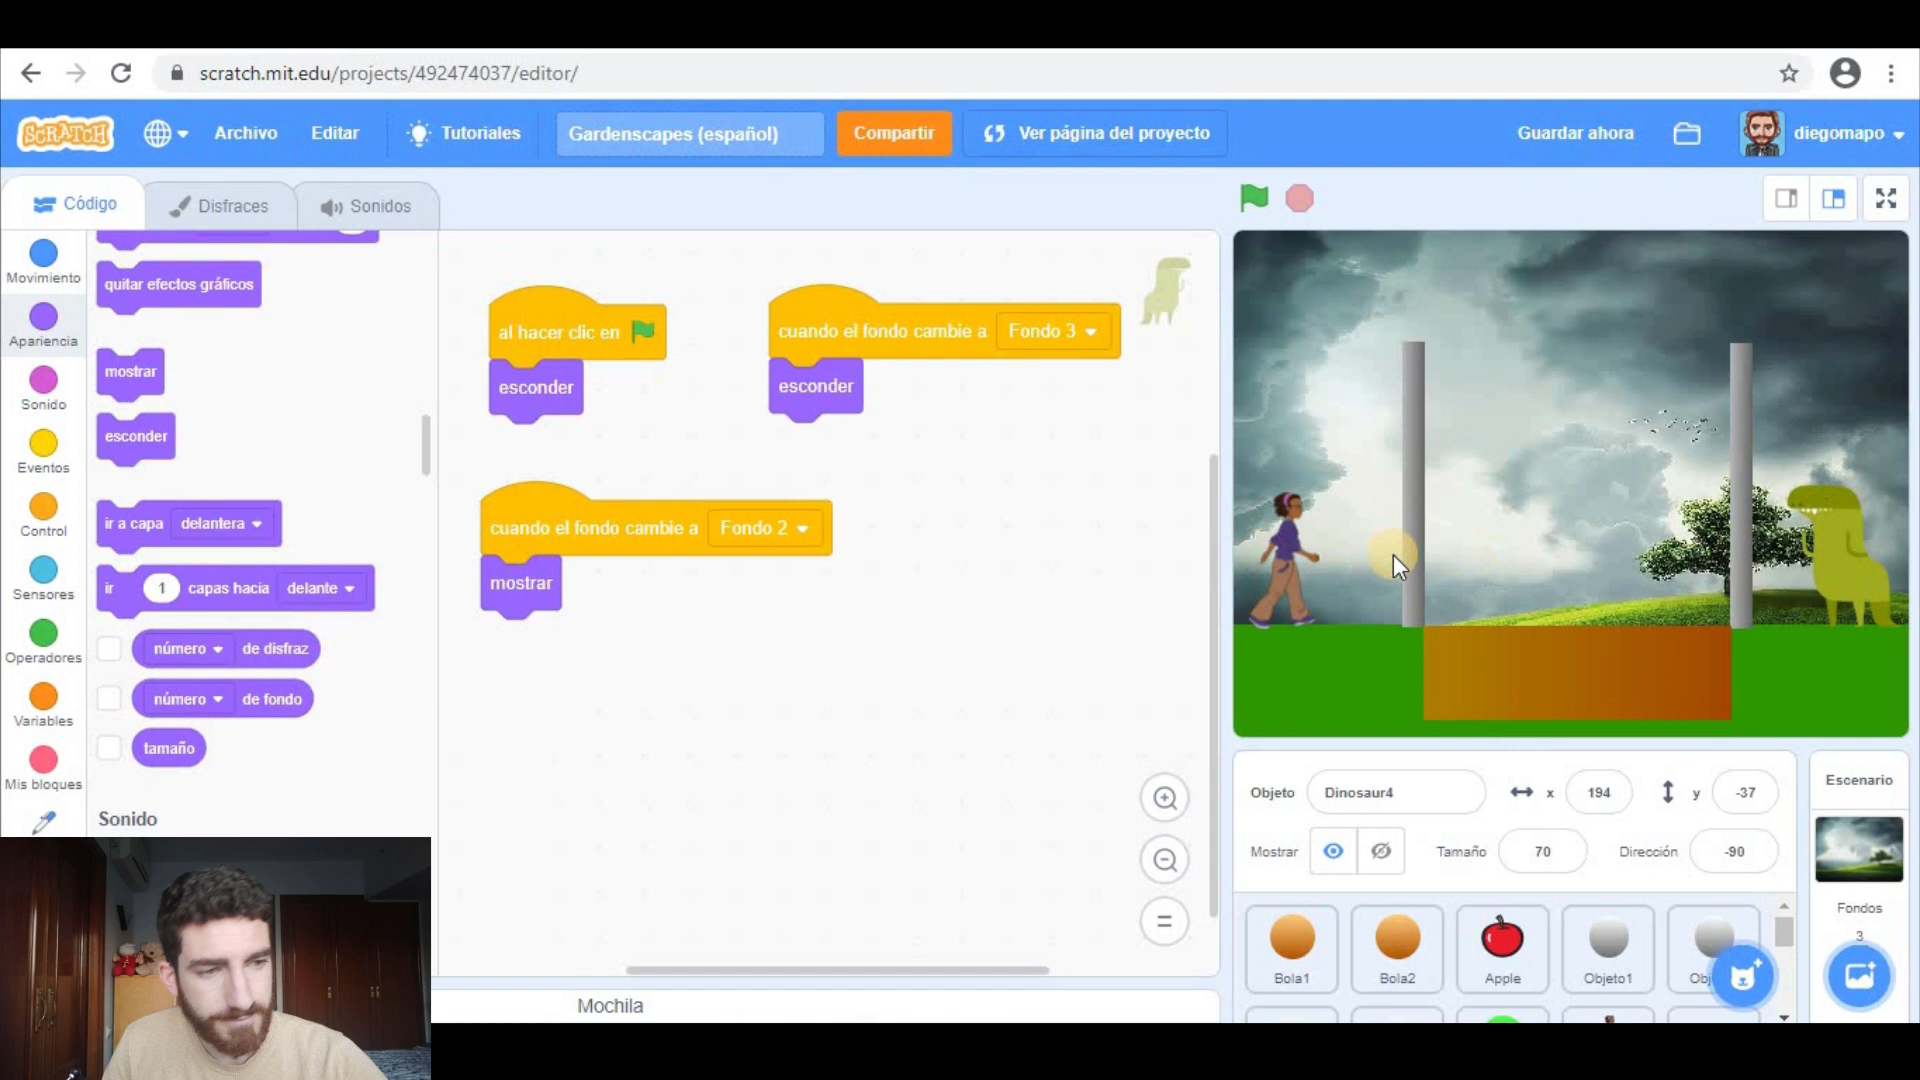 scratch.mit.edu/projects/492474037/editor/
SCRATCH
Archivo
Editar
Tutoriales
Gardenscapes (español)
Compartir
Ver página del proyecto
Guardar ahora
diegomapo
Código
Disfraces
Sonidos
Movimiento
Apariencia
Sonido
Eventos
Control
Sensores
Operadores
Variables
Mis bloques
quitar efectos gráficos
mostrar
esconder
ir a capa delantera
ir 1 capas hacia delante
número de disfraz
número de fondo
tamaño
Sonido
al hacer clic en
esconder
cuando el fondo cambie a Fondo 3
esconder
cuando el fondo cambie a Fondo 2
mostrar
=
Mochila
Objeto Dinosaur4 x 194 y -37
Mostrar Tamaño 70 Dirección -90
Bola1
Bola2
Apple
Objeto1
Obj
Escenario
Fondos
3